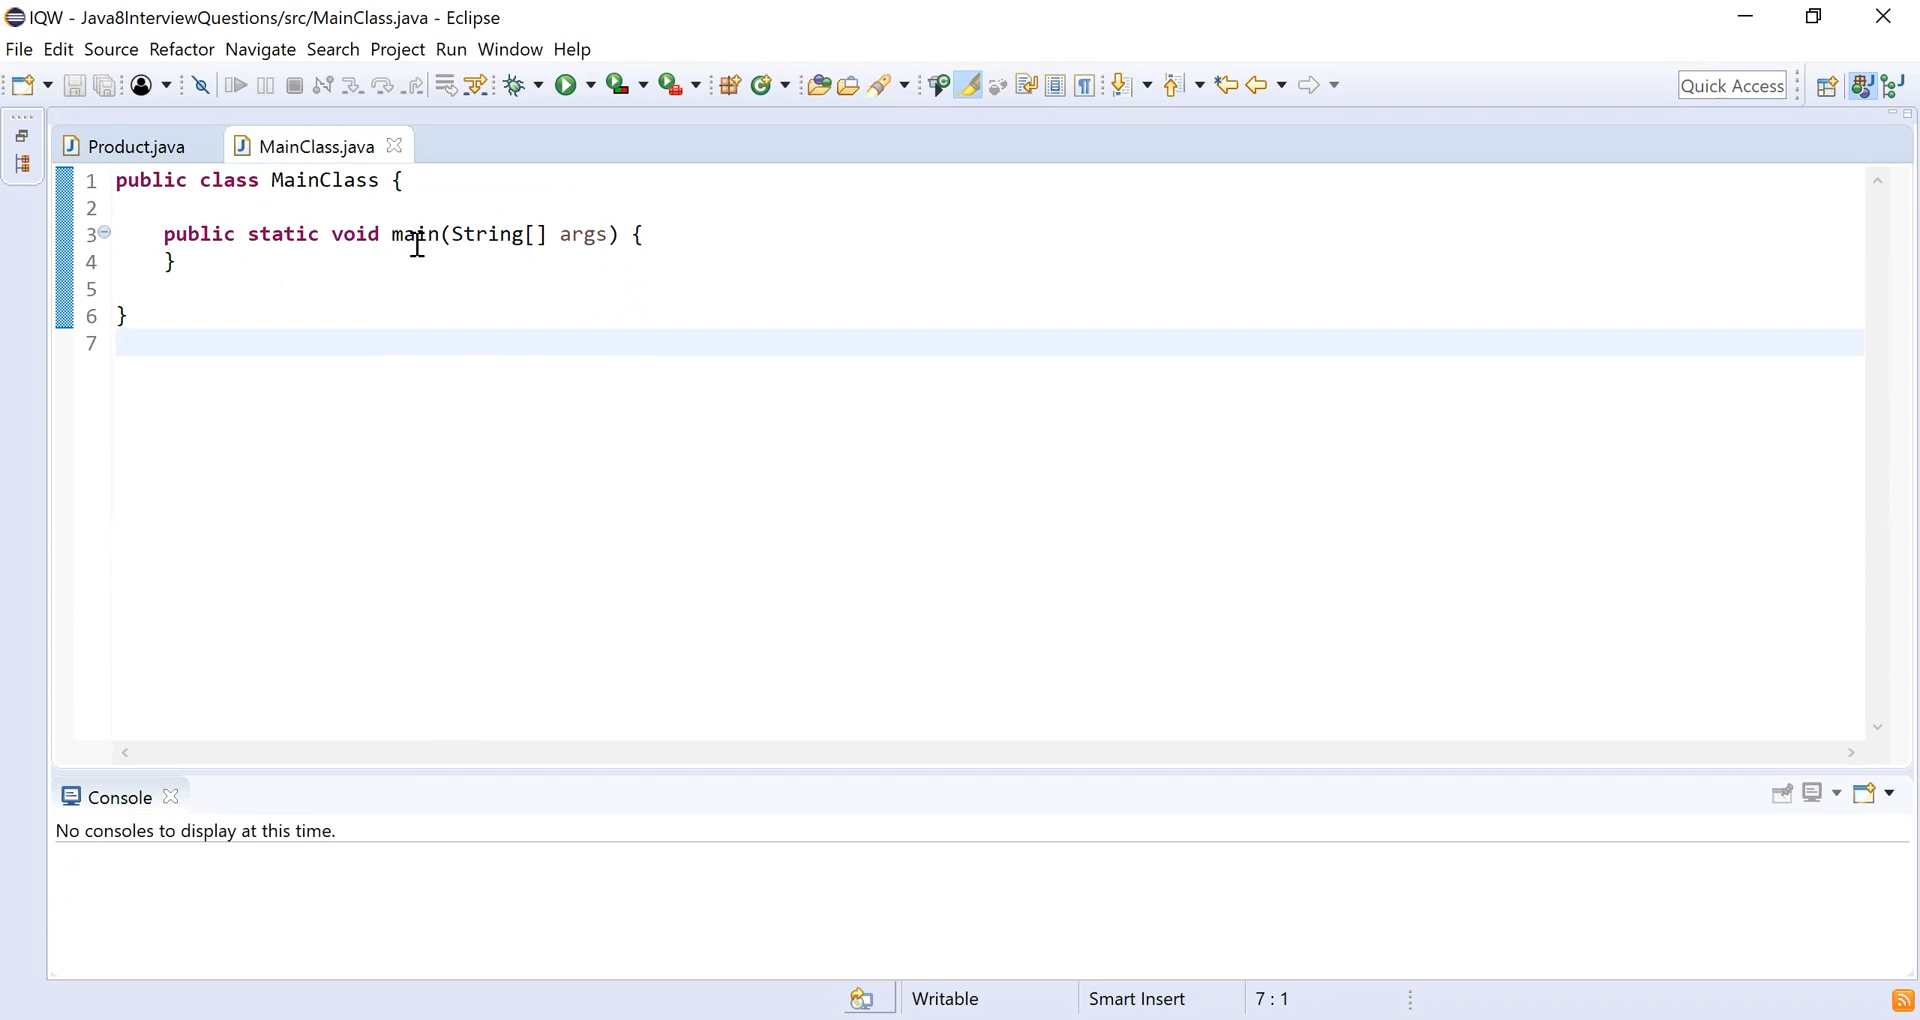 IQW - Java8InterviewQuestions/src/MainClass.java - Eclipse
File Edit Source Refactor Navigate Search Project Run Window Help
Quick Access
Product.java MainClass.java
1 public class MainClass {
2
3 public static void main(String[] args) {
4 }
5
6 }
7
Console
No consoles to display at this time.
Writable Smart Insert 7 : 1